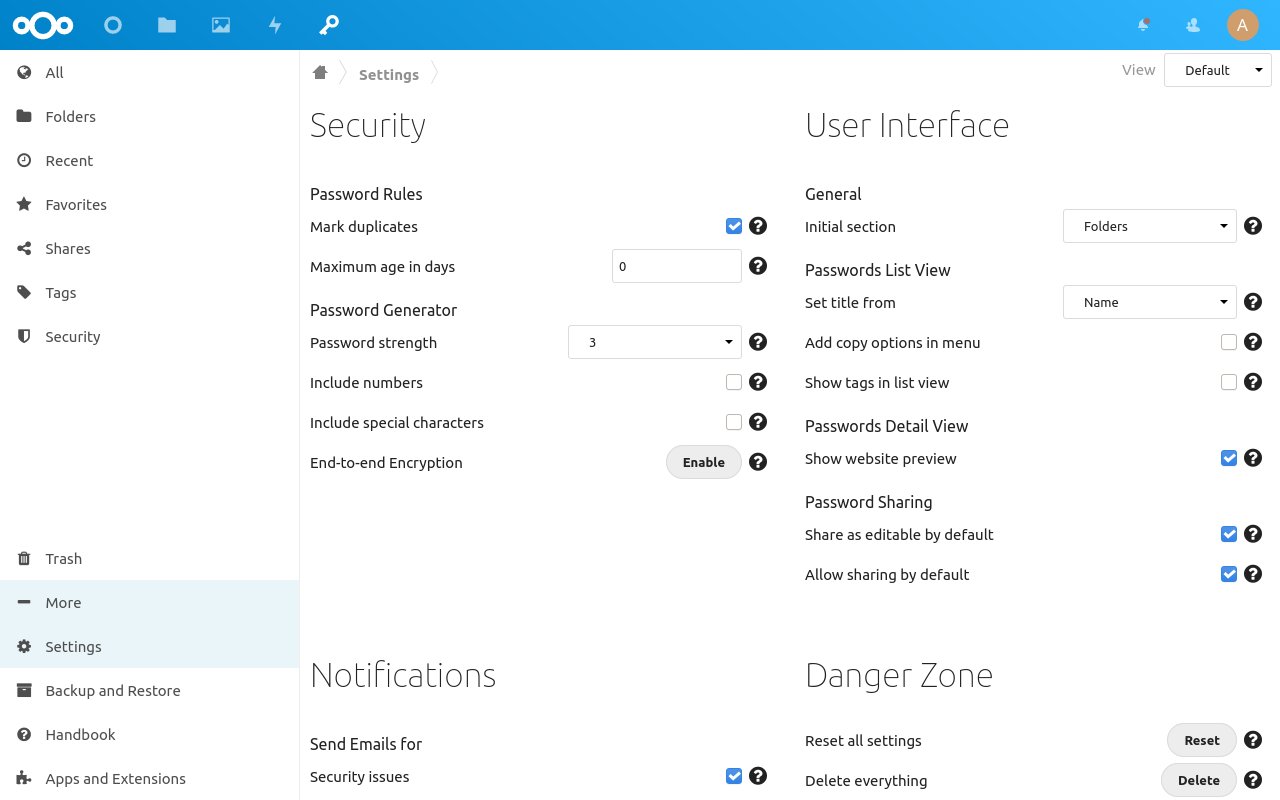 A
All
Folders
Recent
Favorites
Shares
Tags
Security
Trash
More
Settings
Backup and Restore
Handbook
Apps and Extensions
Settings
View Default
Security
Password Rules
Mark duplicates
Maximum age in days 0
Password Generator
Password strength 3
Include numbers
Include special characters
End-to-end Encryption Enable
User Interface
General
Initial section Folders
Passwords List View
Set title from Name
Add copy options in menu
Show tags in list view
Passwords Detail View
Show website preview
Password Sharing
Share as editable by default
Allow sharing by default
Notifications
Send Emails for
Security issues
Danger Zone
Reset all settings Reset
Delete everything Delete